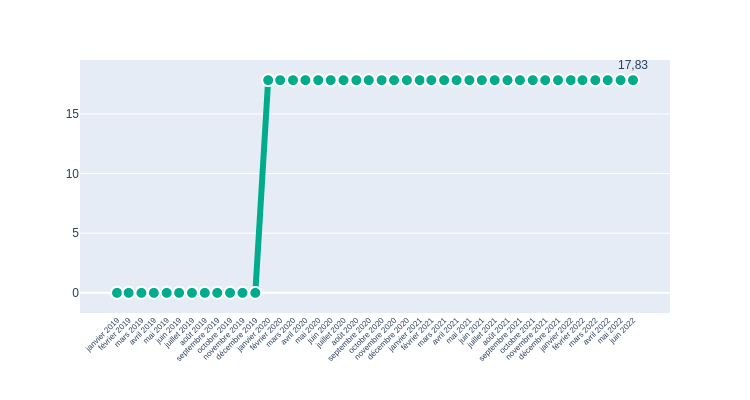 17,83
15
10
5
0
janvier 2019
février 2019
mars 2019
avril 2019
mai 2019
juin 2019
juillet 2019
août 2019
septembre 2019
octobre 2019
novembre 2019
décembre 2019
janvier 2020
février 2020
mars 2020
avril 2020
mai 2020
juin 2020
juillet 2020
août 2020
septembre 2020
octobre 2020
novembre 2020
décembre 2020
janvier 2021
février 2021
mars 2021
avril 2021
mai 2021
juin 2021
juillet 2021
août 2021
septembre 2021
octobre 2021
novembre 2021
décembre 2021
janvier 2022
février 2022
mars 2022
avril 2022
mai 2022
juin 2022